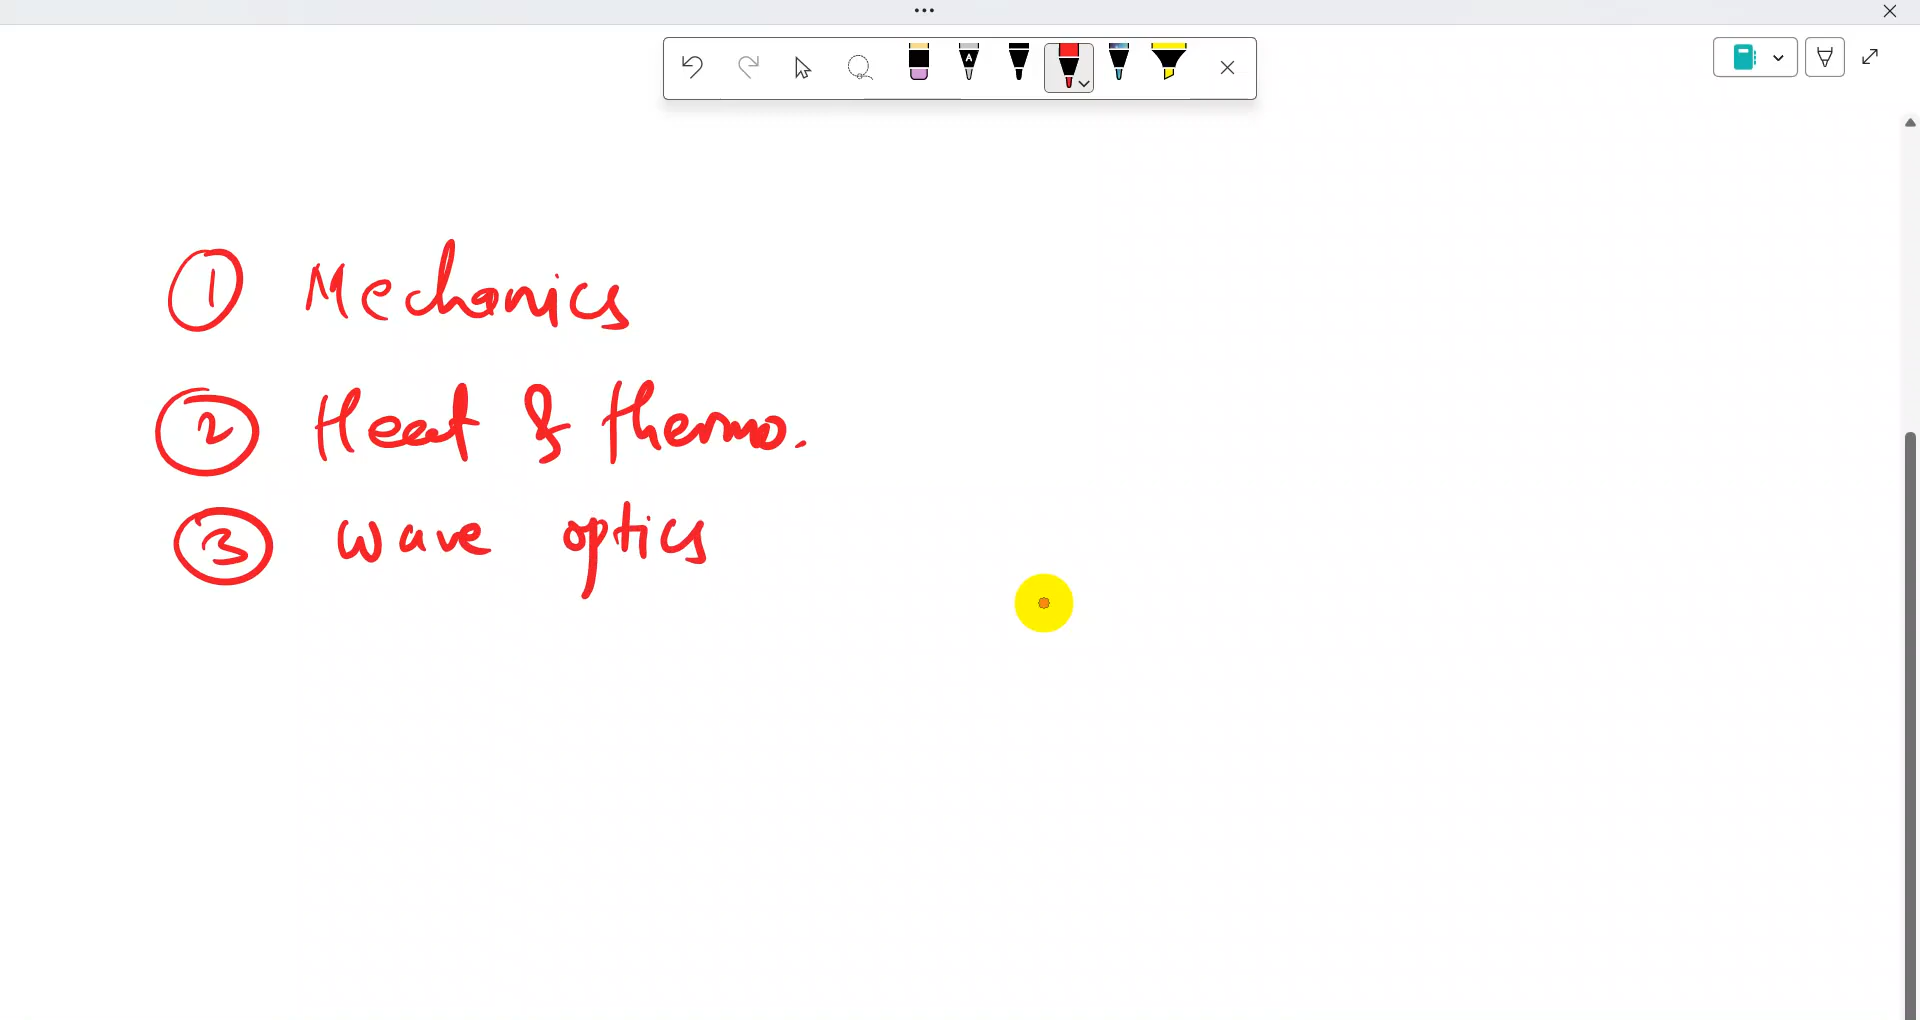 ① Mechanics
② Heat & thermo.
③ wave optics